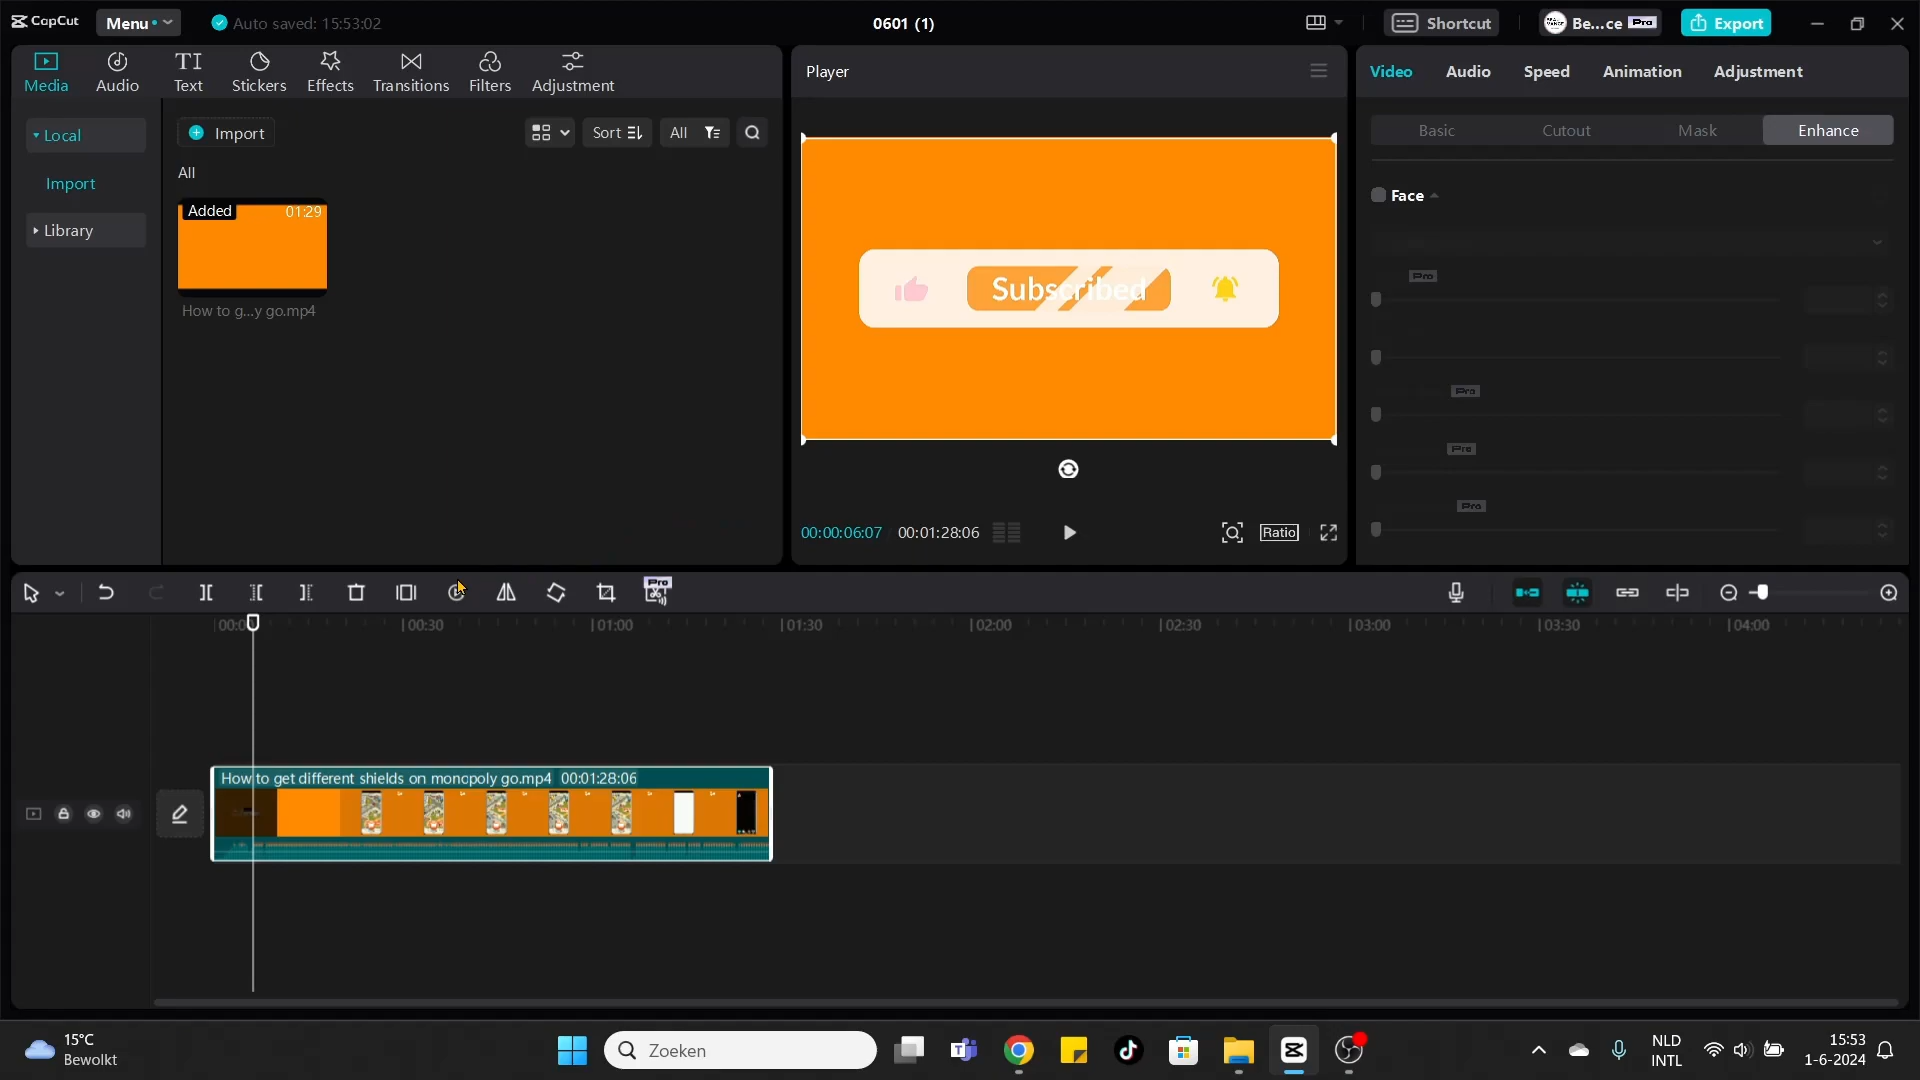 CapCut
Menu
Auto saved: 15:53:02
0601 (1)
Shortcut
Be...ce Pro
Export
Media
Audio
Text
Stickers
Effects
Transitions
Filters
Adjustment
Player
Video
Audio
Speed
Animation
Adjustment
Local
Import
Library
Import
Sort
All
All
Added
01:29
How to g...y go.mp4
Subscribed
00:00:06:07
00:01:28:06
Ratio
Basic
Cutout
Mask
Enhance
Face
Pro
Pro
Pro
Pro
Pro
00:30
01:00
01:30
02:00
02:30
03:00
03:30
04:00
How to get different shields on monopoly go.mp4 00:01:28:06
15°C
Bewolkt
Zoeken
NLD
INTL
15:53
1-6-2024